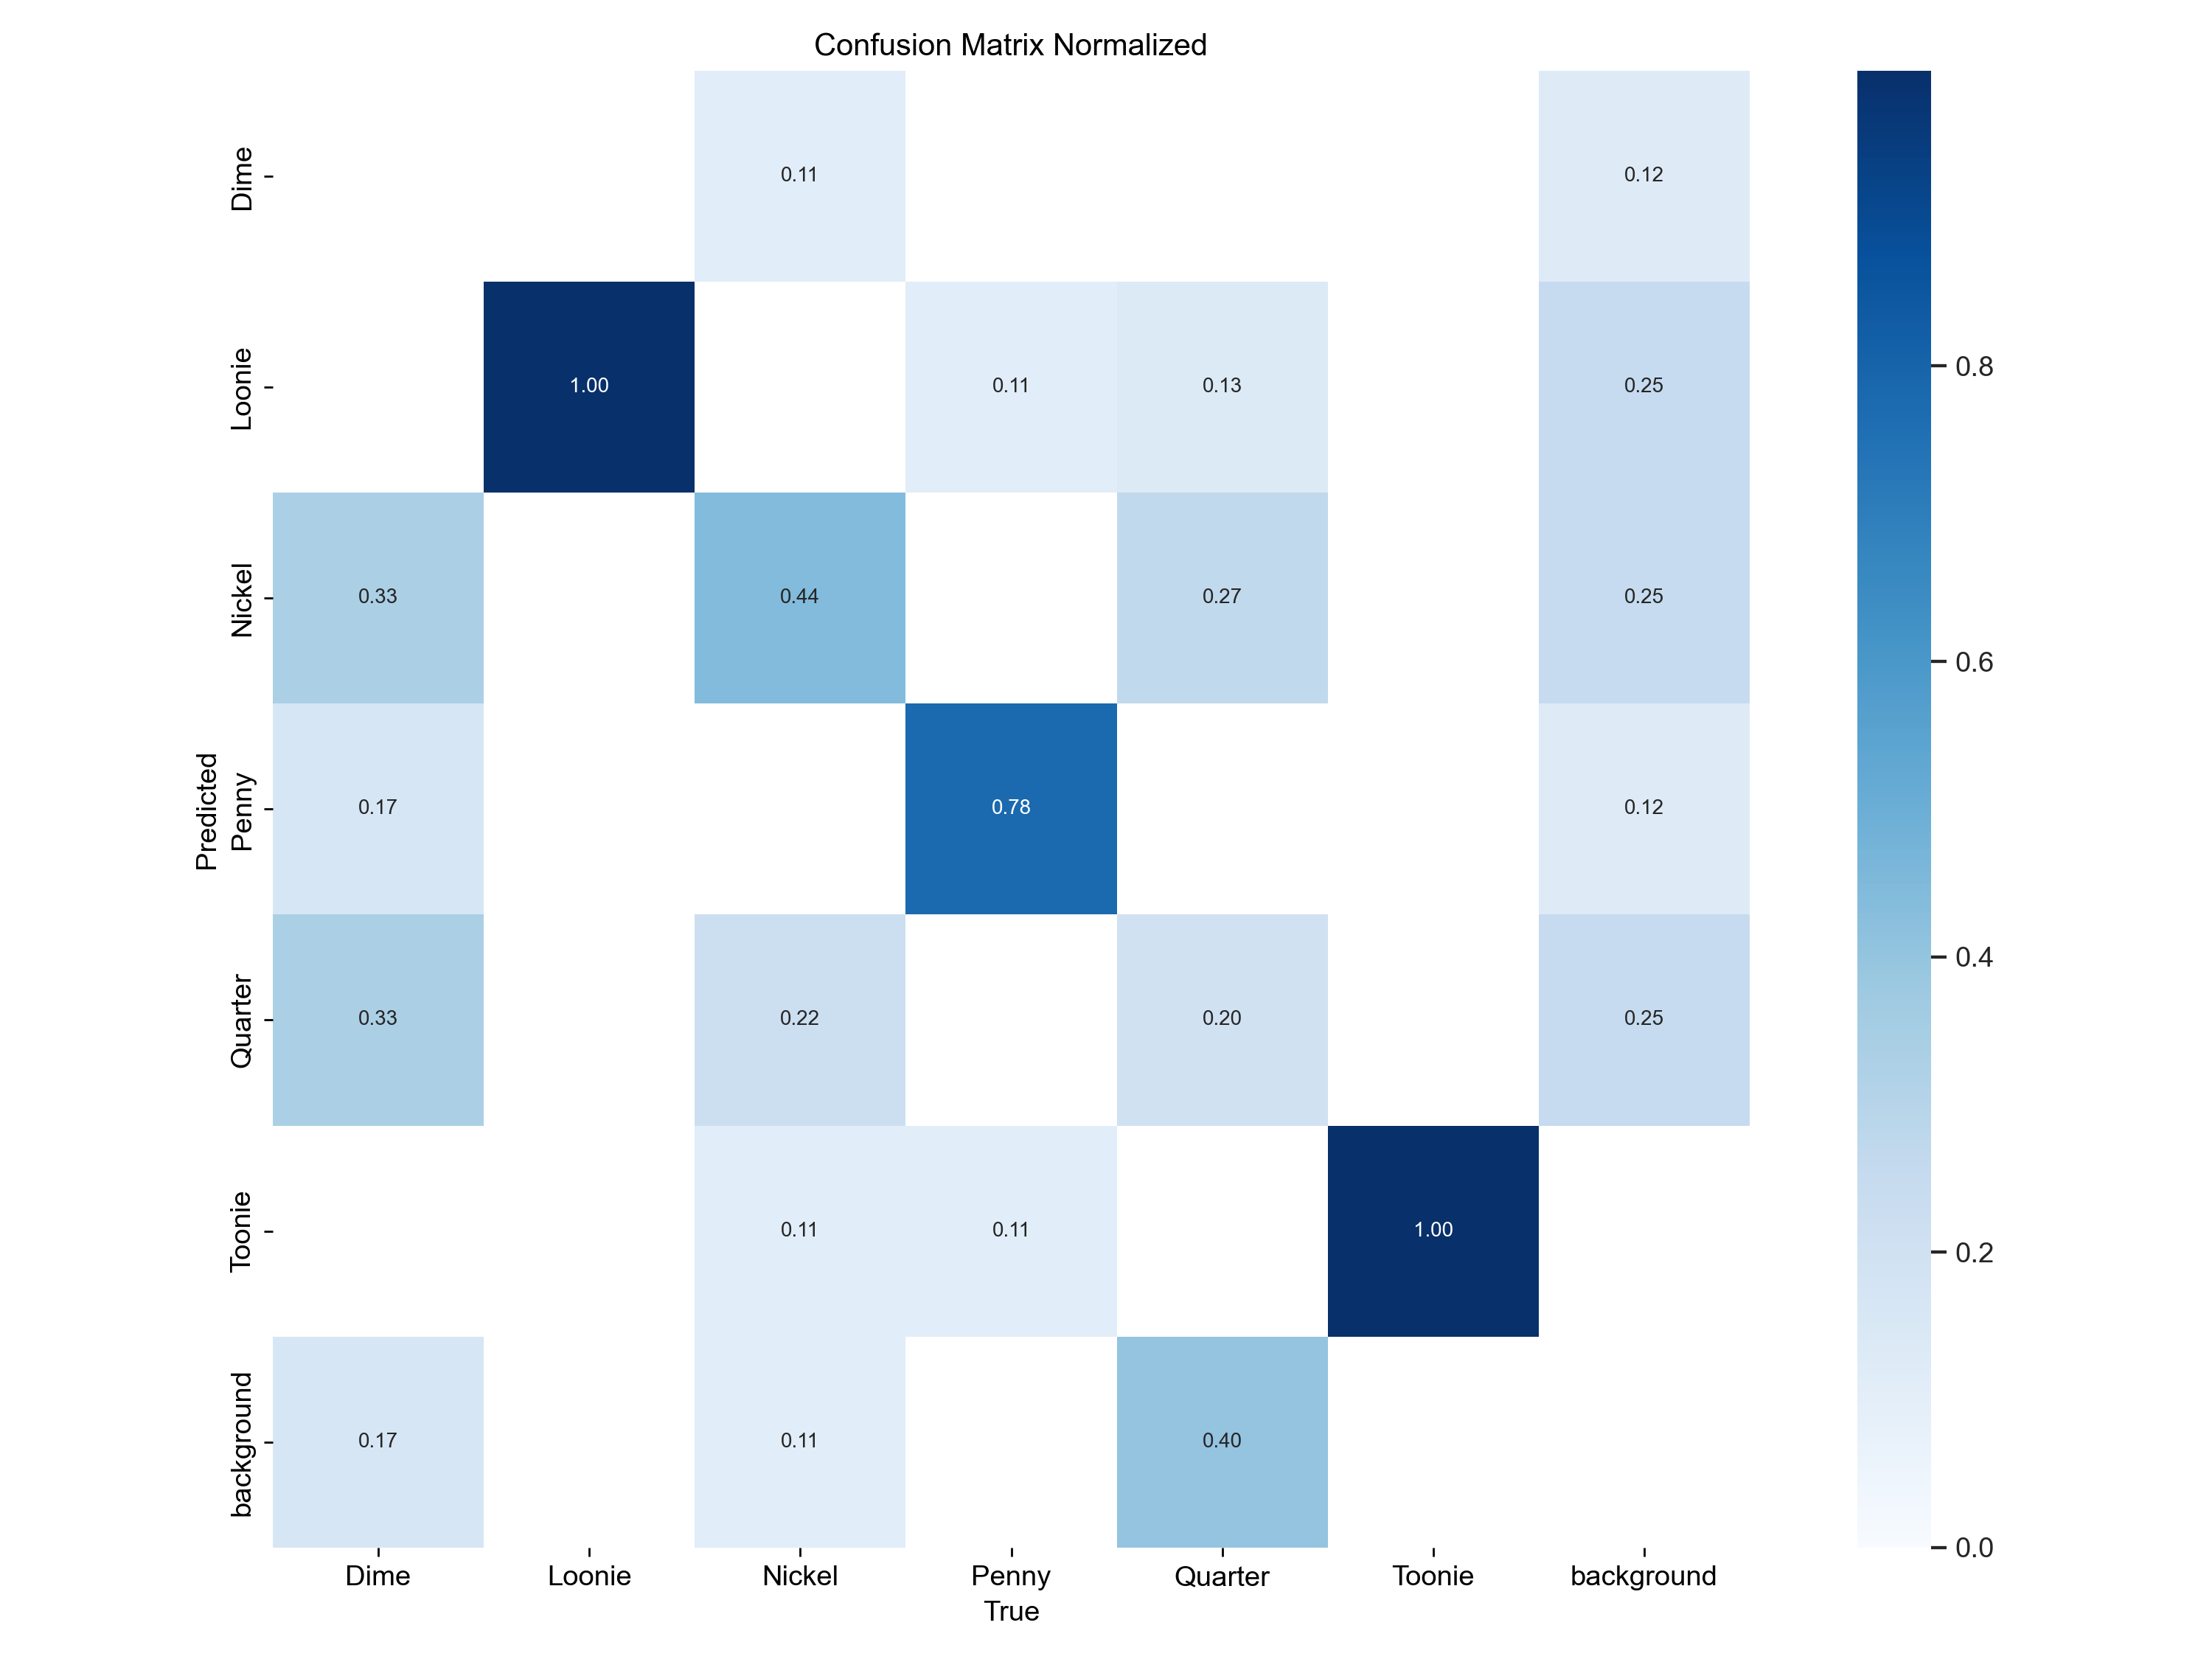 Confusion Matrix Normalized
Dime 0.11 0.12
Loonie 1.00 0.11 0.13 0.25 0.8
Nickel 0.33 0.44 0.27 0.25 0.6
Predicted
Penny 0.17 0.78 0.12
Quarter 0.33 0.22 0.20 0.25 0.4
Toonie 0.11 0.11 1.00 0.2
background 0.17 0.11 0.40 0.0
Dime Loonie Nickel Penny Quarter Toonie background
True